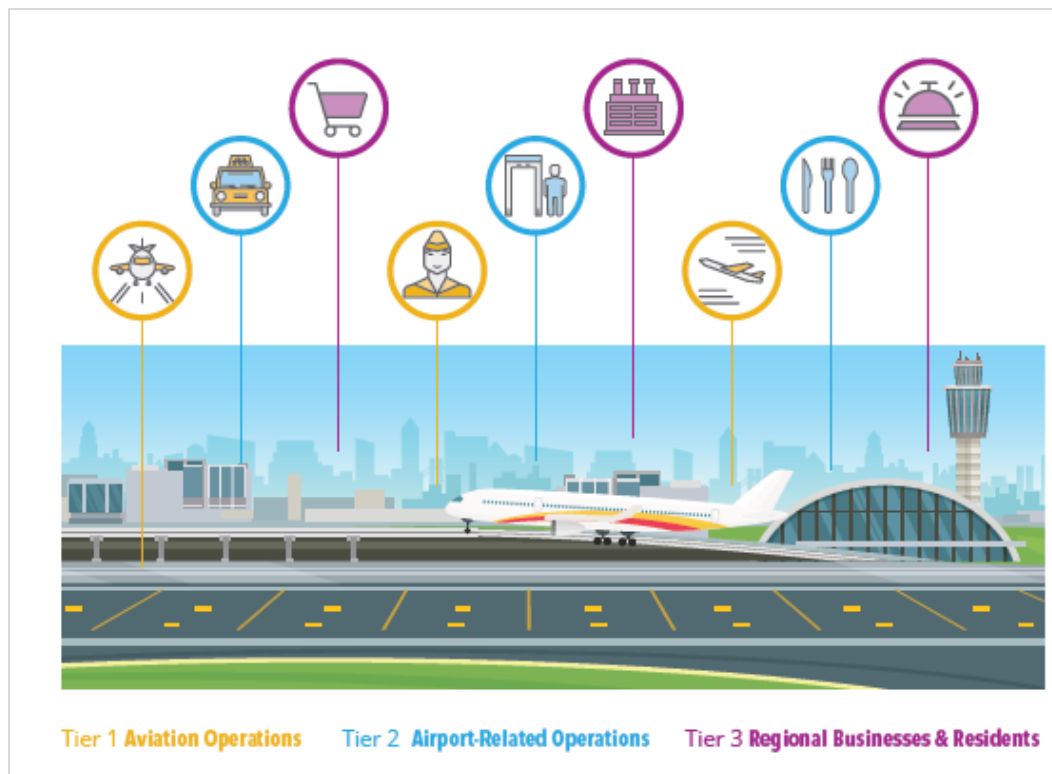 Tier 1 Aviation Operations Tier 2 Airport-Related Operations Tier 3 Regional Businesses & Residents